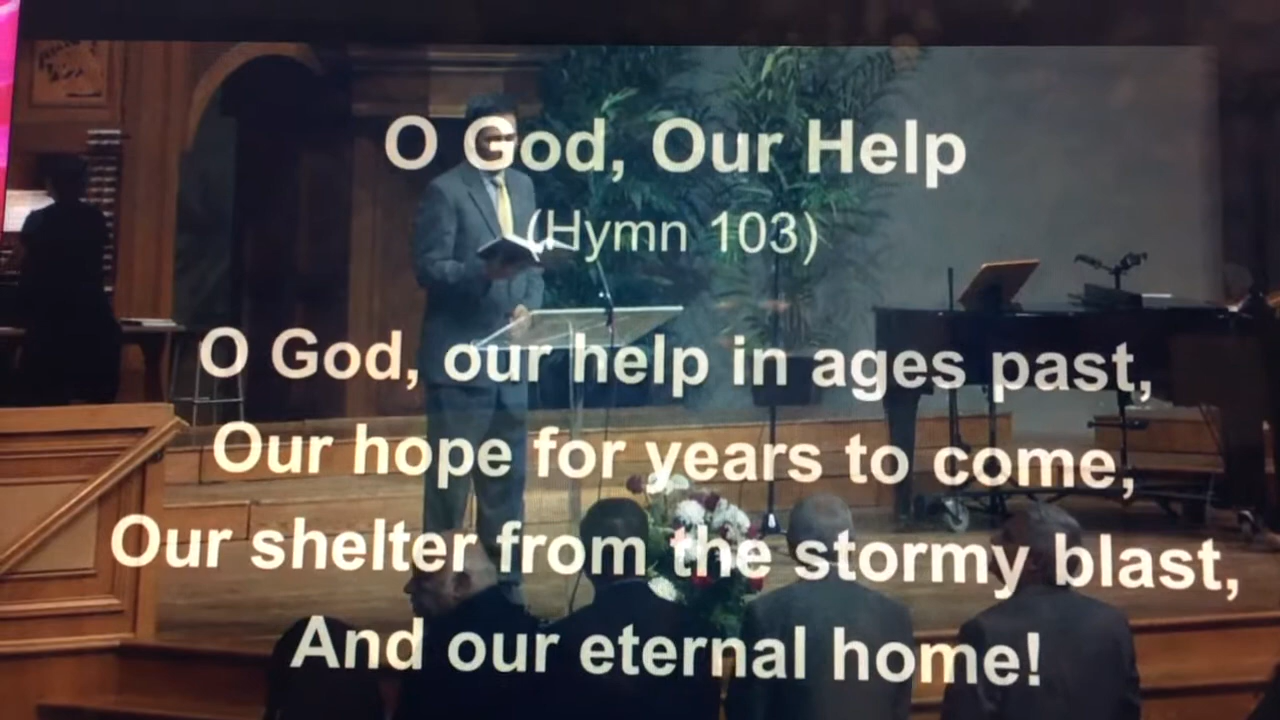 O God, Our Help
(Hymn 103)
O God, our help in ages past,
Our hope for years to come,
Our shelter from the stormy blast,
And our eternal home!